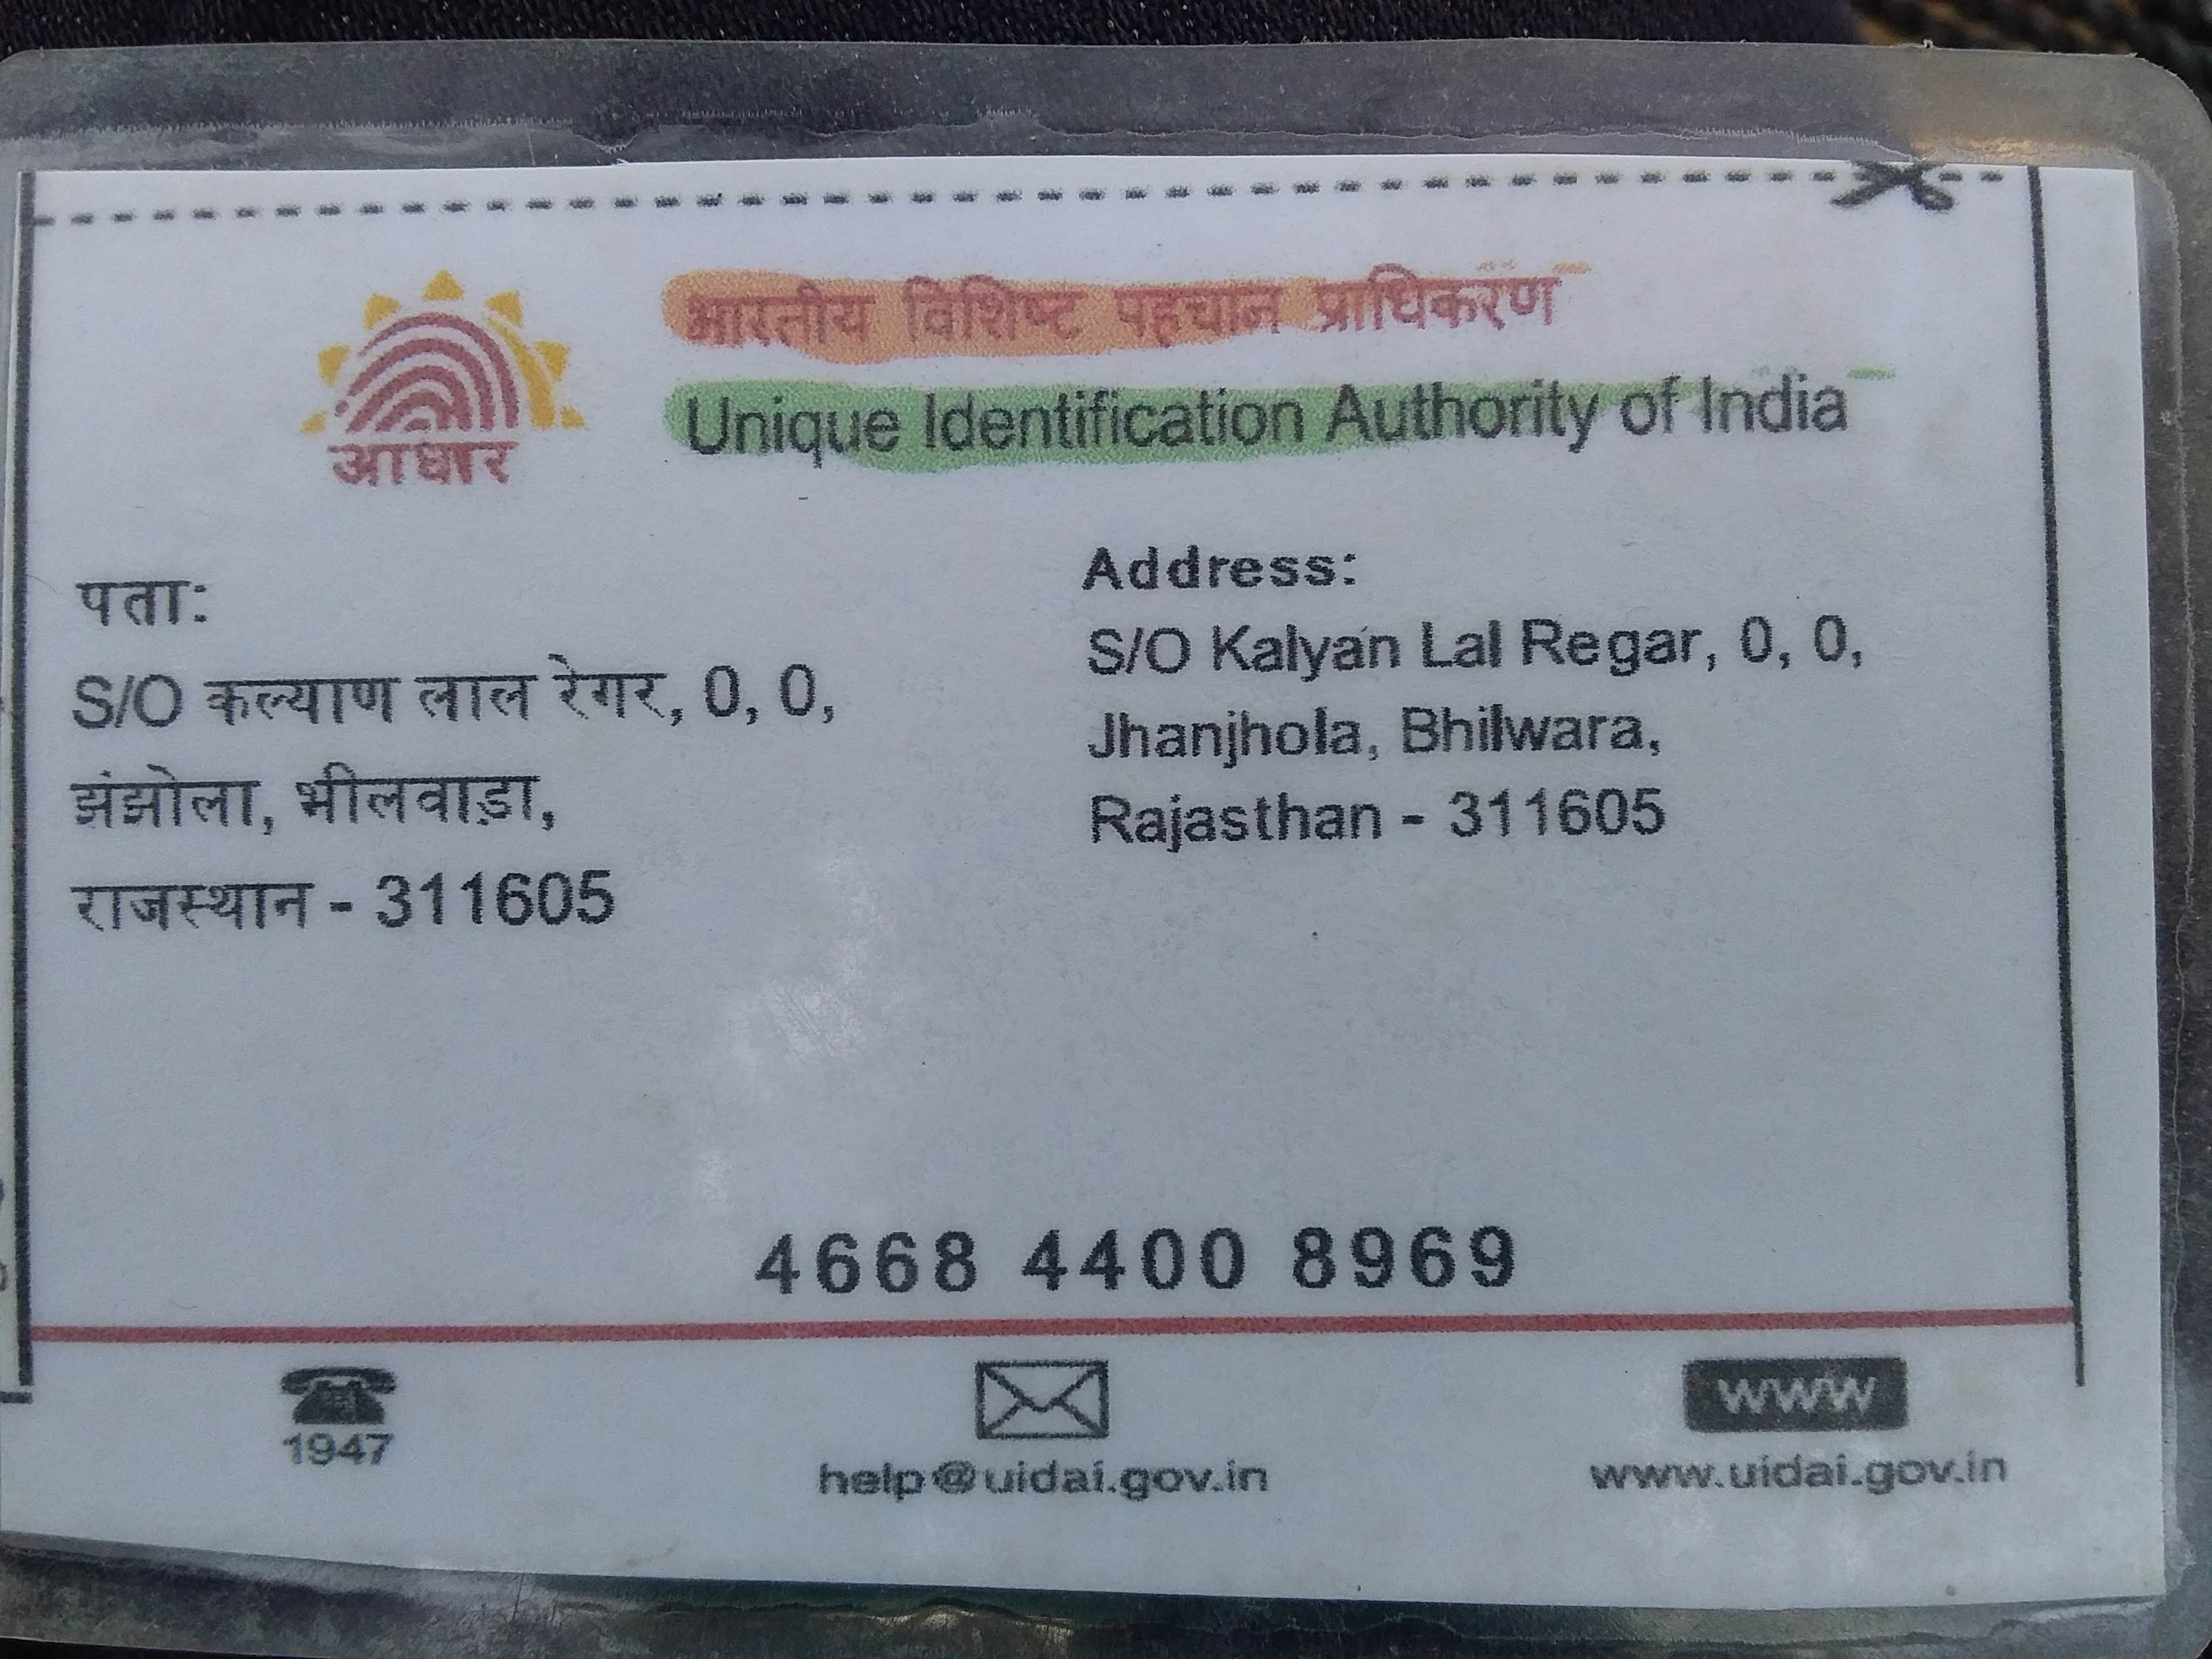 आधार
भारतीय विशिष्ट पहचान प्राधिकरण
Unique Identification Authority of India
पता:
S/O कल्याण लाल रेगर, 0, 0,
झंझोला, भीलवाड़ा,
राजस्थान - 311605
Address:
S/O Kalyan Lal Regar, 0, 0,
Jhanjhola, Bhilwara,
Rajasthan - 311605
4668 4400 8969
1947
help@uidai.gov.in
www
www.uidai.gov.in